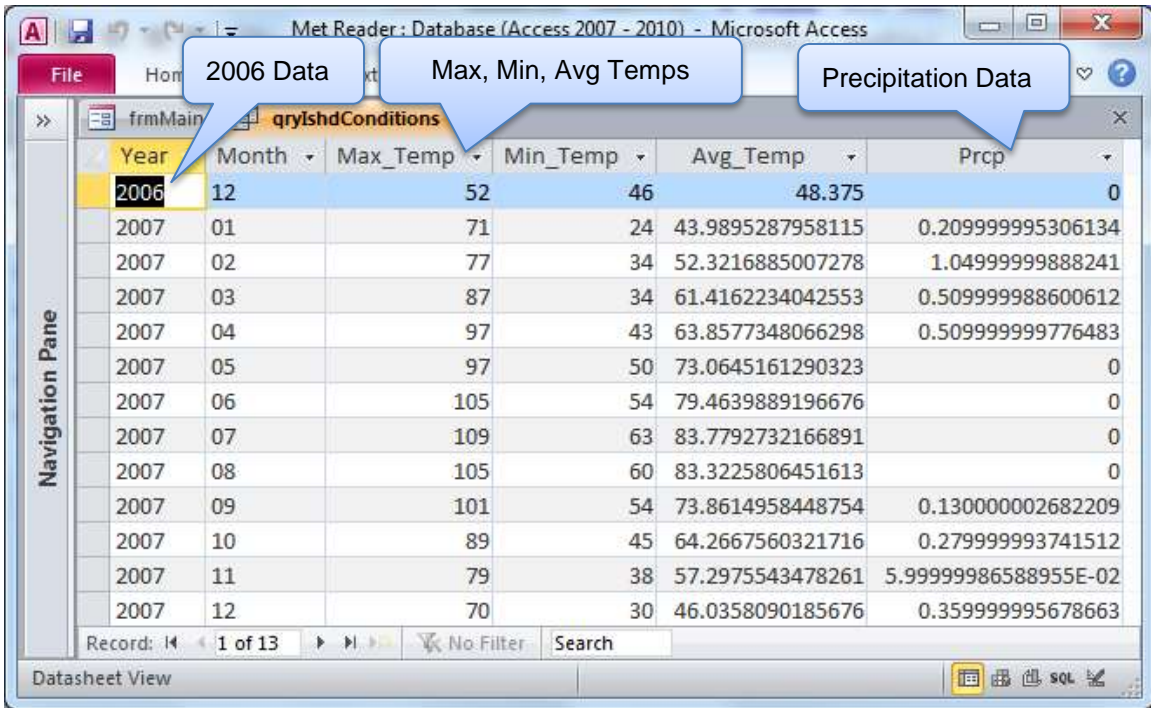 Met Reader : Database (Access 2007 - 2010) - Microsoft Access
File
2006 Data
Max, Min, Avg Temps
Precipitation Data
frmMain
qryIshdConditions
Year Month Max_Temp Min_Temp Avg_Temp Prcp
2006 12 52 46 48.375 0
2007 01 71 24 43.9895287958115 0.209999995306134
2007 02 77 34 52.3216885007278 1.04999999888241
2007 03 87 34 61.4162234042553 0.509999988600612
2007 04 97 43 63.8577348066298 0.509999999776483
2007 05 97 50 73.0645161290323 0
2007 06 105 54 79.4639889196676 0
2007 07 109 63 83.7792732166891 0
2007 08 105 60 83.3225806451613 0
2007 09 101 54 73.8614958448754 0.130000002682209
2007 10 89 45 64.2667560321716 0.279999993741512
2007 11 79 38 57.2975543478261 5.99999986588955E-02
2007 12 70 30 46.0358090185676 0.359999995678663
Navigation Pane
Record: 1 of 13 No Filter Search
Datasheet View SQL